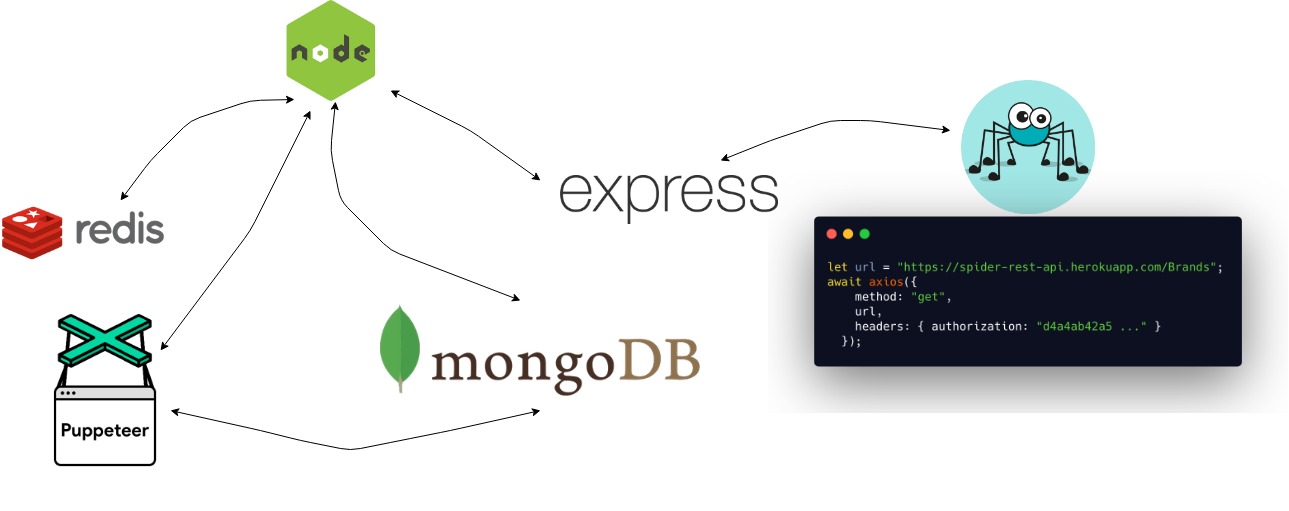 node
express
redis
let url = "https://spider-rest-api.herokuapp.com/Brands";
await axios({
method: "get",
url,
headers: { authorization: "d4a4ab42a5 ..." }
});
mongoDB
Puppeteer